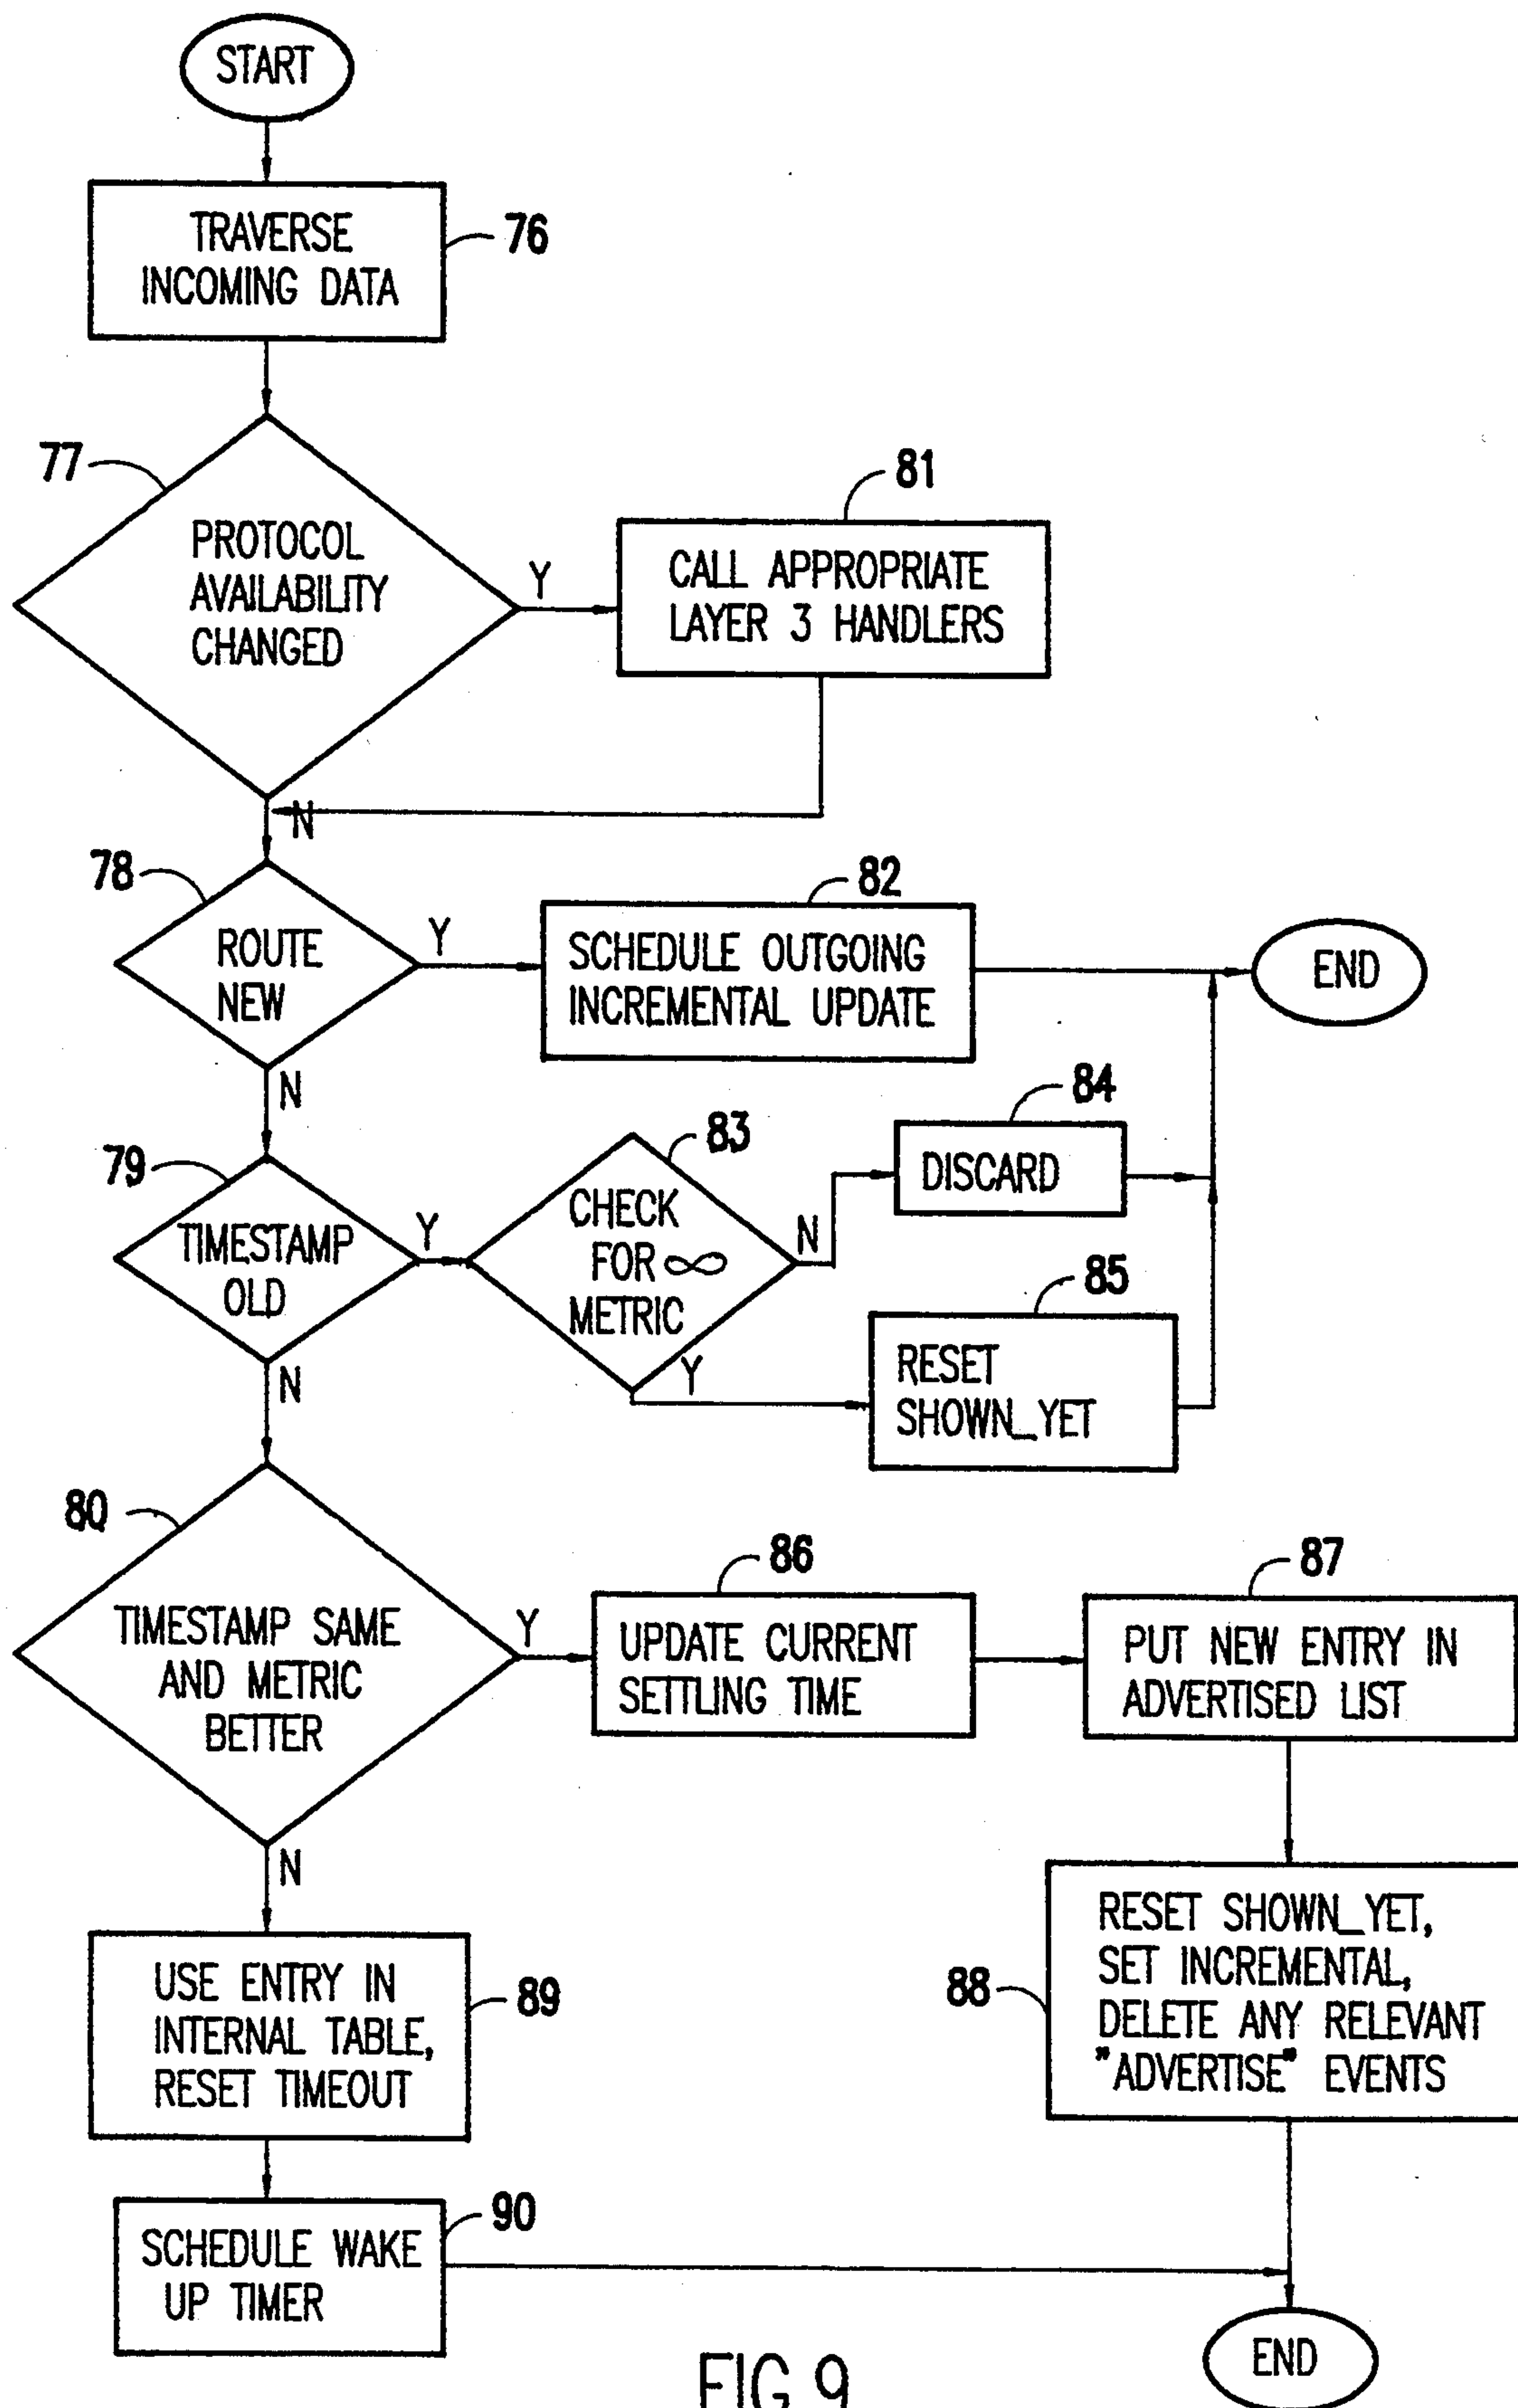 START
TRAVERSE
INCOMING DATA
76
77
PROTOCOL
AVAILABILITY
CHANGED
Y
81
CALL APPROPRIATE
LAYER 3 HANDLERS
N
78
ROUTE
NEW
Y
82
SCHEDULE OUTGOING
INCREMENTAL UPDATE
END
N
79
TIMESTAMP
OLD
Y
83
CHECK
FOR ∞
METRIC
N
84
DISCARD
Y
85
RESET
SHOWN_YET
N
80
TIMESTAMP SAME
AND METRIC
BETTER
Y
86
UPDATE CURRENT
SETTLING TIME
87
PUT NEW ENTRY IN
ADVERTISED LIST
88
RESET SHOWN_YET,
SET INCREMENTAL,
DELETE ANY RELEVANT
"ADVERTISE" EVENTS
N
USE ENTRY IN
INTERNAL TABLE,
RESET TIMEOUT
89
SCHEDULE WAKE
UP TIMER
90
END
FIG.9